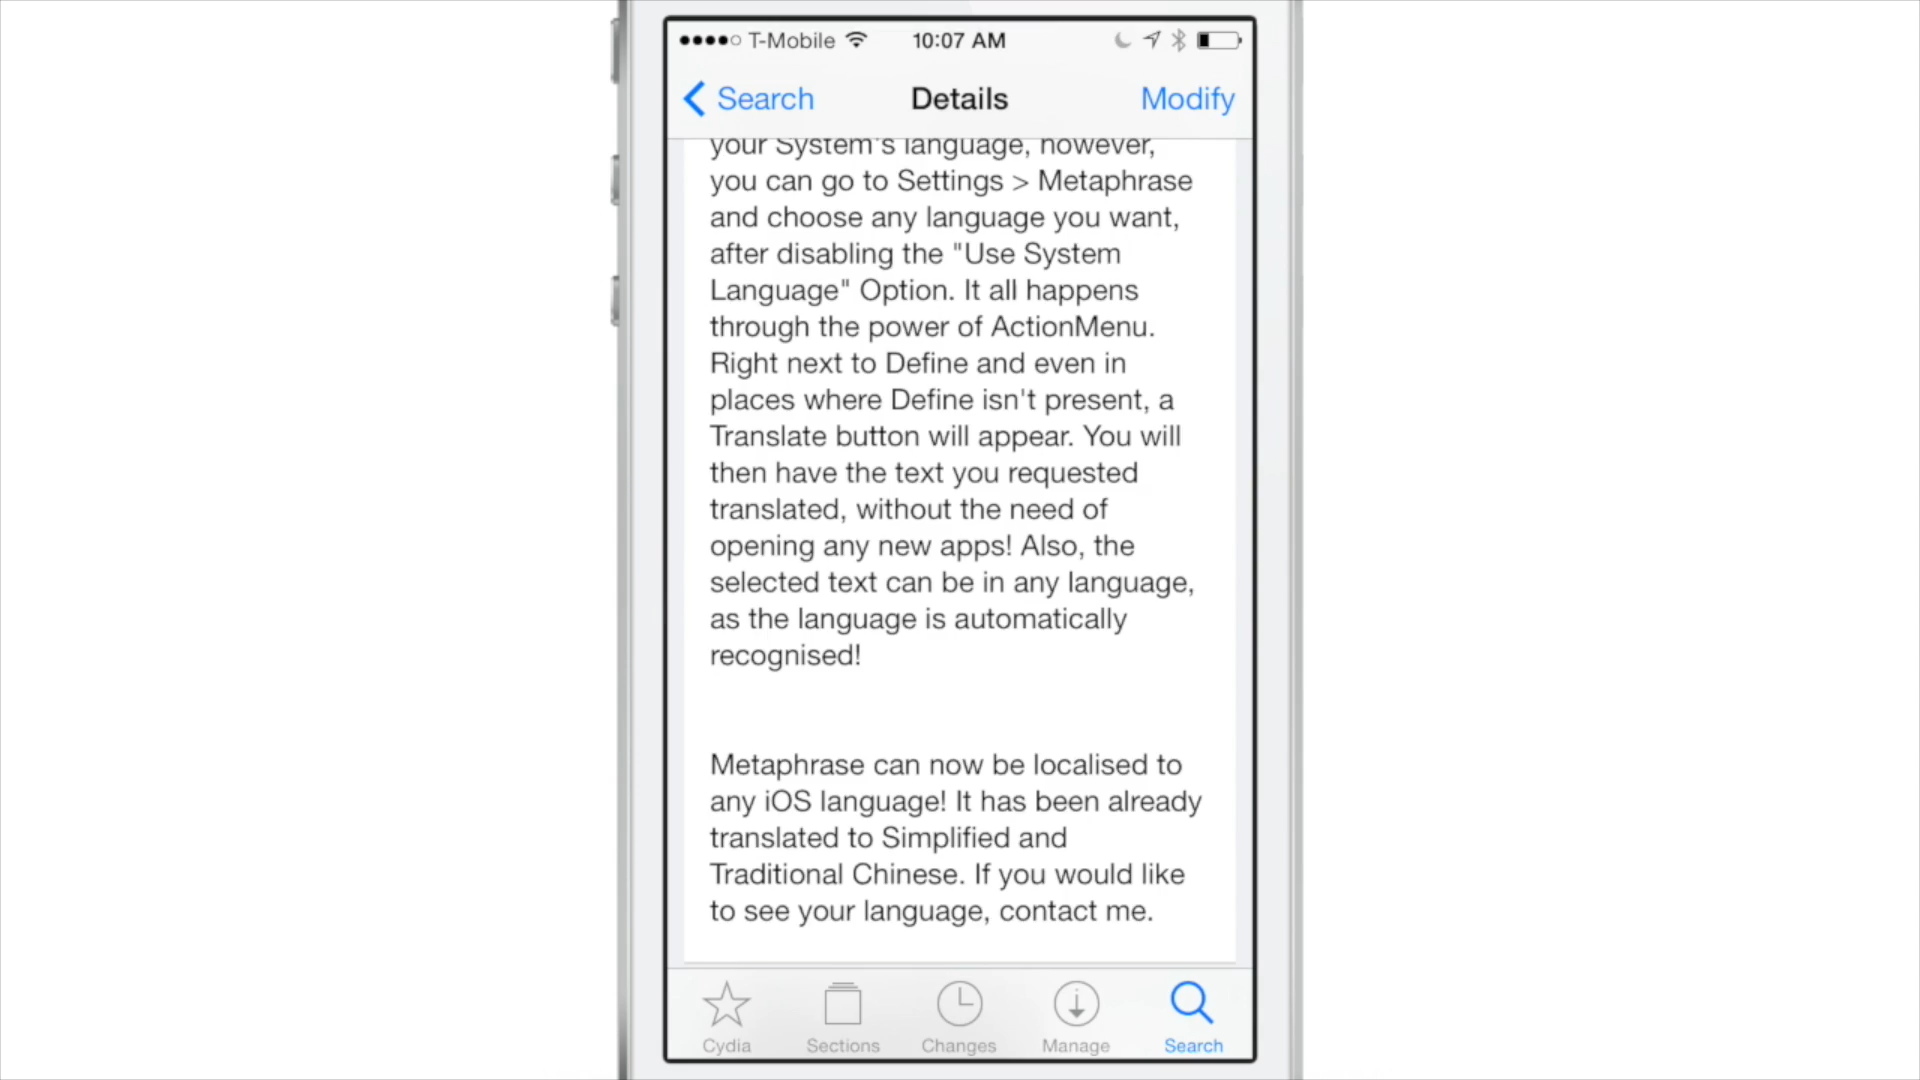 T-Mobile
10:07 AM
Search
Details
Modify
your System's language, however,
you can go to Settings > Metaphrase
and choose any language you want,
after disabling the "Use System
Language" Option. It all happens
through the power of ActionMenu.
Right next to Define and even in
places where Define isn't present, a
Translate button will appear. You will
then have the text you requested
translated, without the need of
opening any new apps! Also, the
selected text can be in any language,
as the language is automatically
recognised!
Metaphrase can now be localised to
any iOS language! It has been already
translated to Simplified and
Traditional Chinese. If you would like
to see your language, contact me.
Cydia
Sections
Changes
Manage
Search